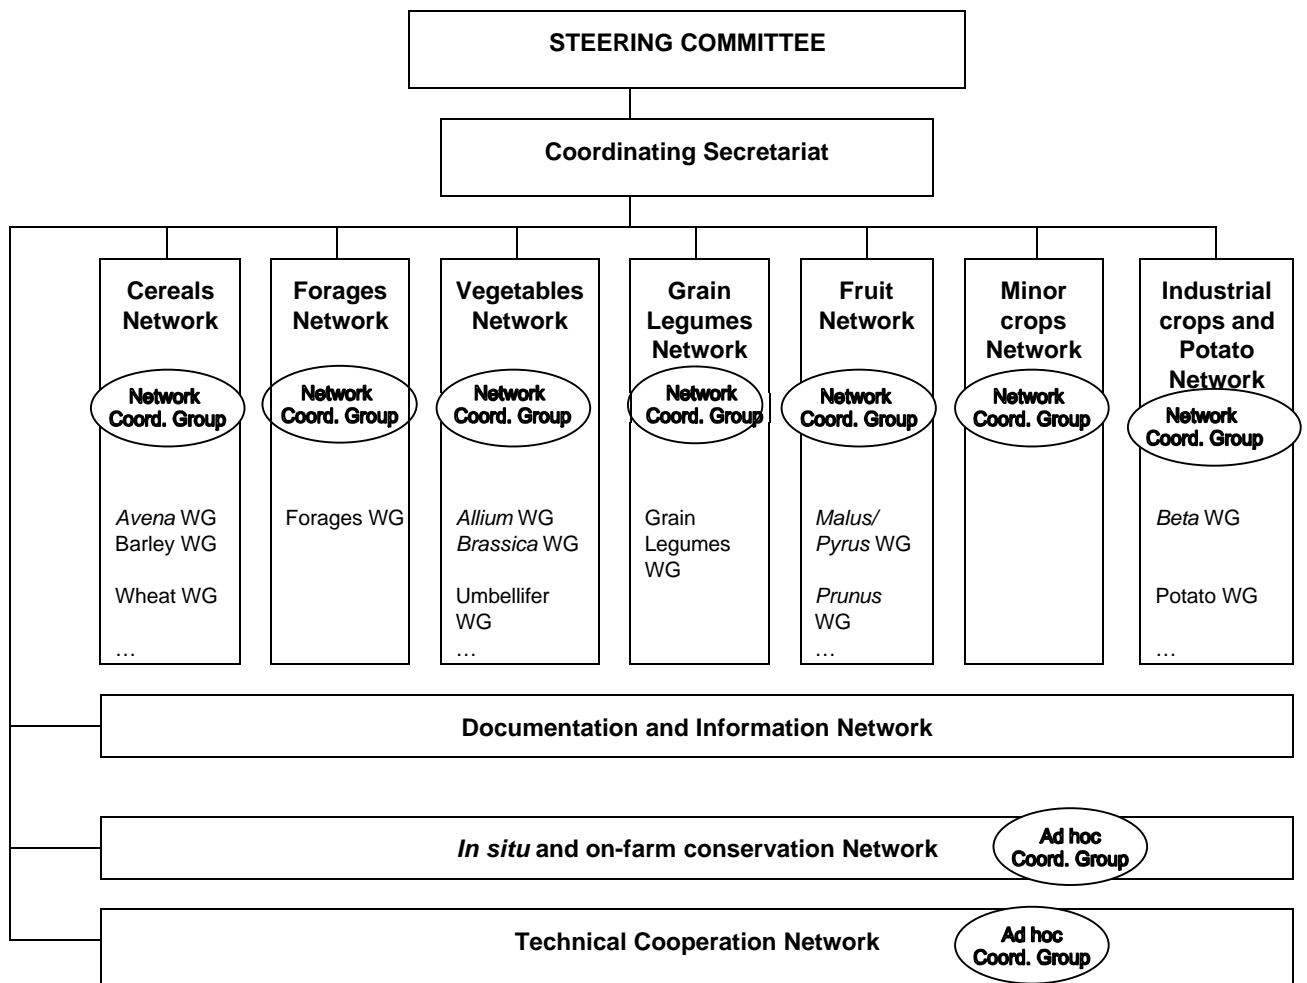 STEERING COMMITTEE
Coordinating Secretariat
Cereals
Network
Network
Coord. Group
Avena WG
Barley WG
Wheat WG
…
Forages
Network
Network
Coord. Group
Forages WG
Vegetables
Network
Network
Coord. Group
Allium WG
Brassica WG
Umbellifer
WG
…
Grain
Legumes
Network
Network
Coord. Group
Grain
Legumes
WG
Fruit
Network
Network
Coord. Group
Malus/
Pyrus WG
Prunus
WG
…
Minor
crops
Network
Network
Coord. Group
Industrial
crops and
Potato
Network
Network
Coord. Group
Beta WG
Potato WG
…
Documentation and Information Network
In situ and on-farm conservation Network
Ad hoc
Coord. Group
Technical Cooperation Network
Ad hoc
Coord. Group